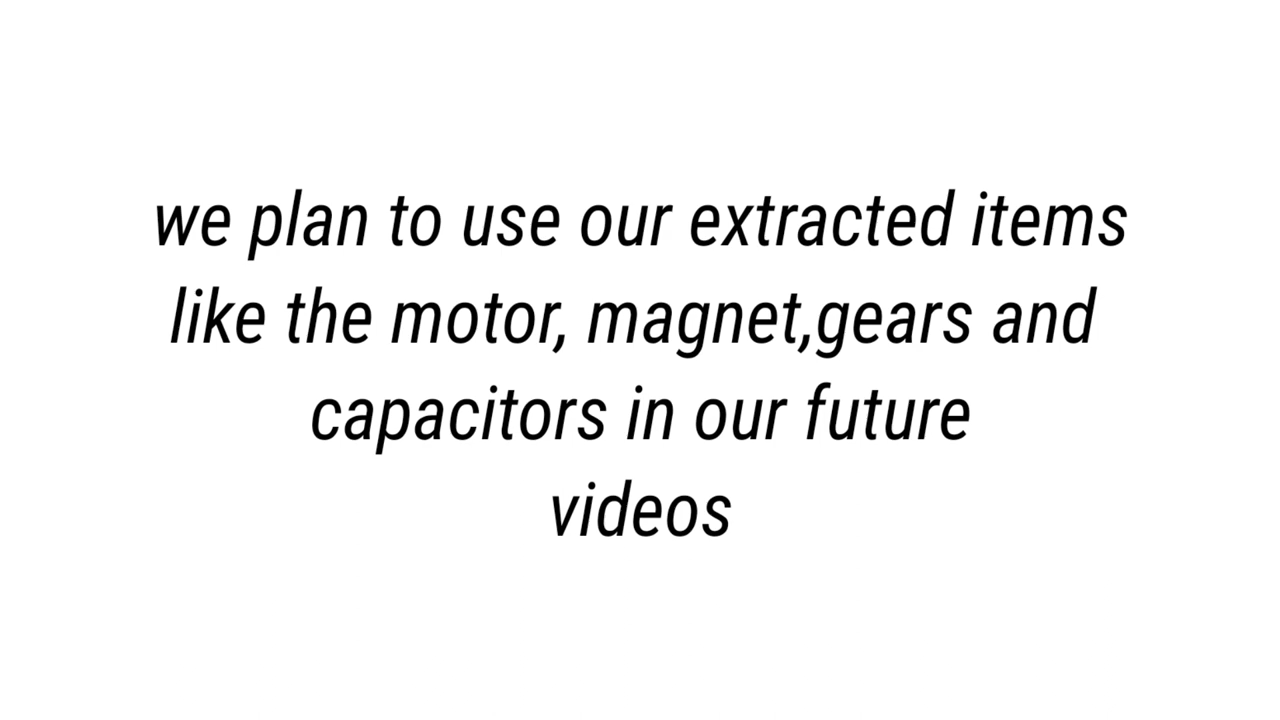 we plan to use our extracted items
like the motor, magnet,gears and
capacitors in our future
videos